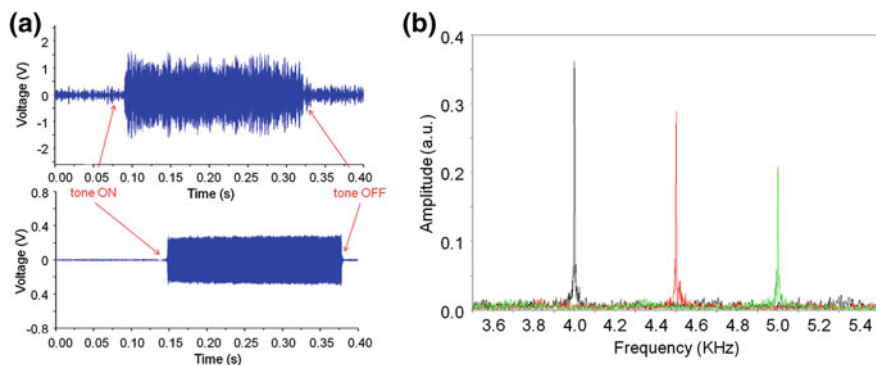 (a)
Voltage (V)
2
1
0
-1
-2
0.00 0.05 0.10 0.15 0.20 0.25 0.30 0.35 0.40
tone ON
Time (s)
tone OFF
Voltage (V)
0.8
0.4
0
0.4
-0.8
0.00 0.05 0.10 0.15 0.20 0.25 0.30 0.35 0.40
Time (s)
(b)
Amplitude (a.u.)
0.4
0.3
0.2
0.1
0.0
3.6 3.8 4.0 4.2 4.4 4.6 4.8 5.0 5.2 5.4
Frequency (KHz)